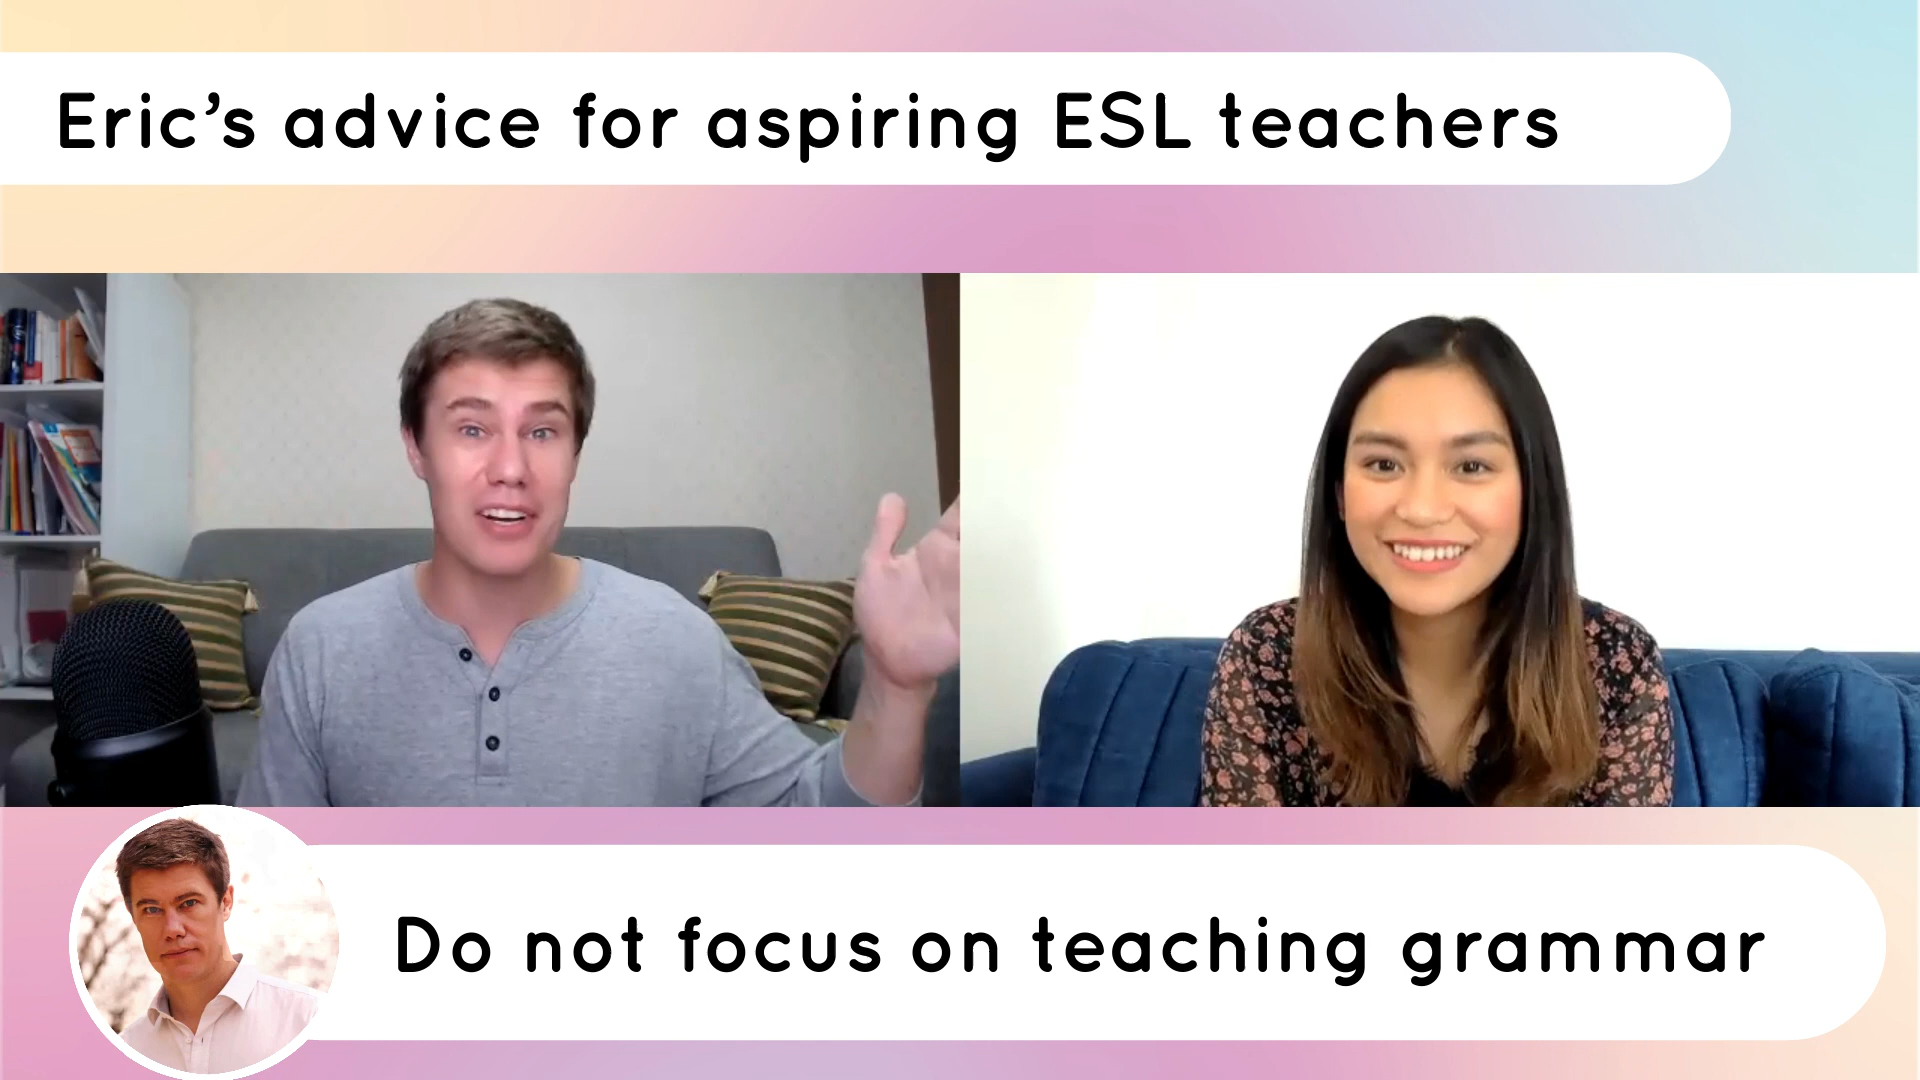 Eric’s advice for aspiring ESL teachers
Do not focus on teaching grammar